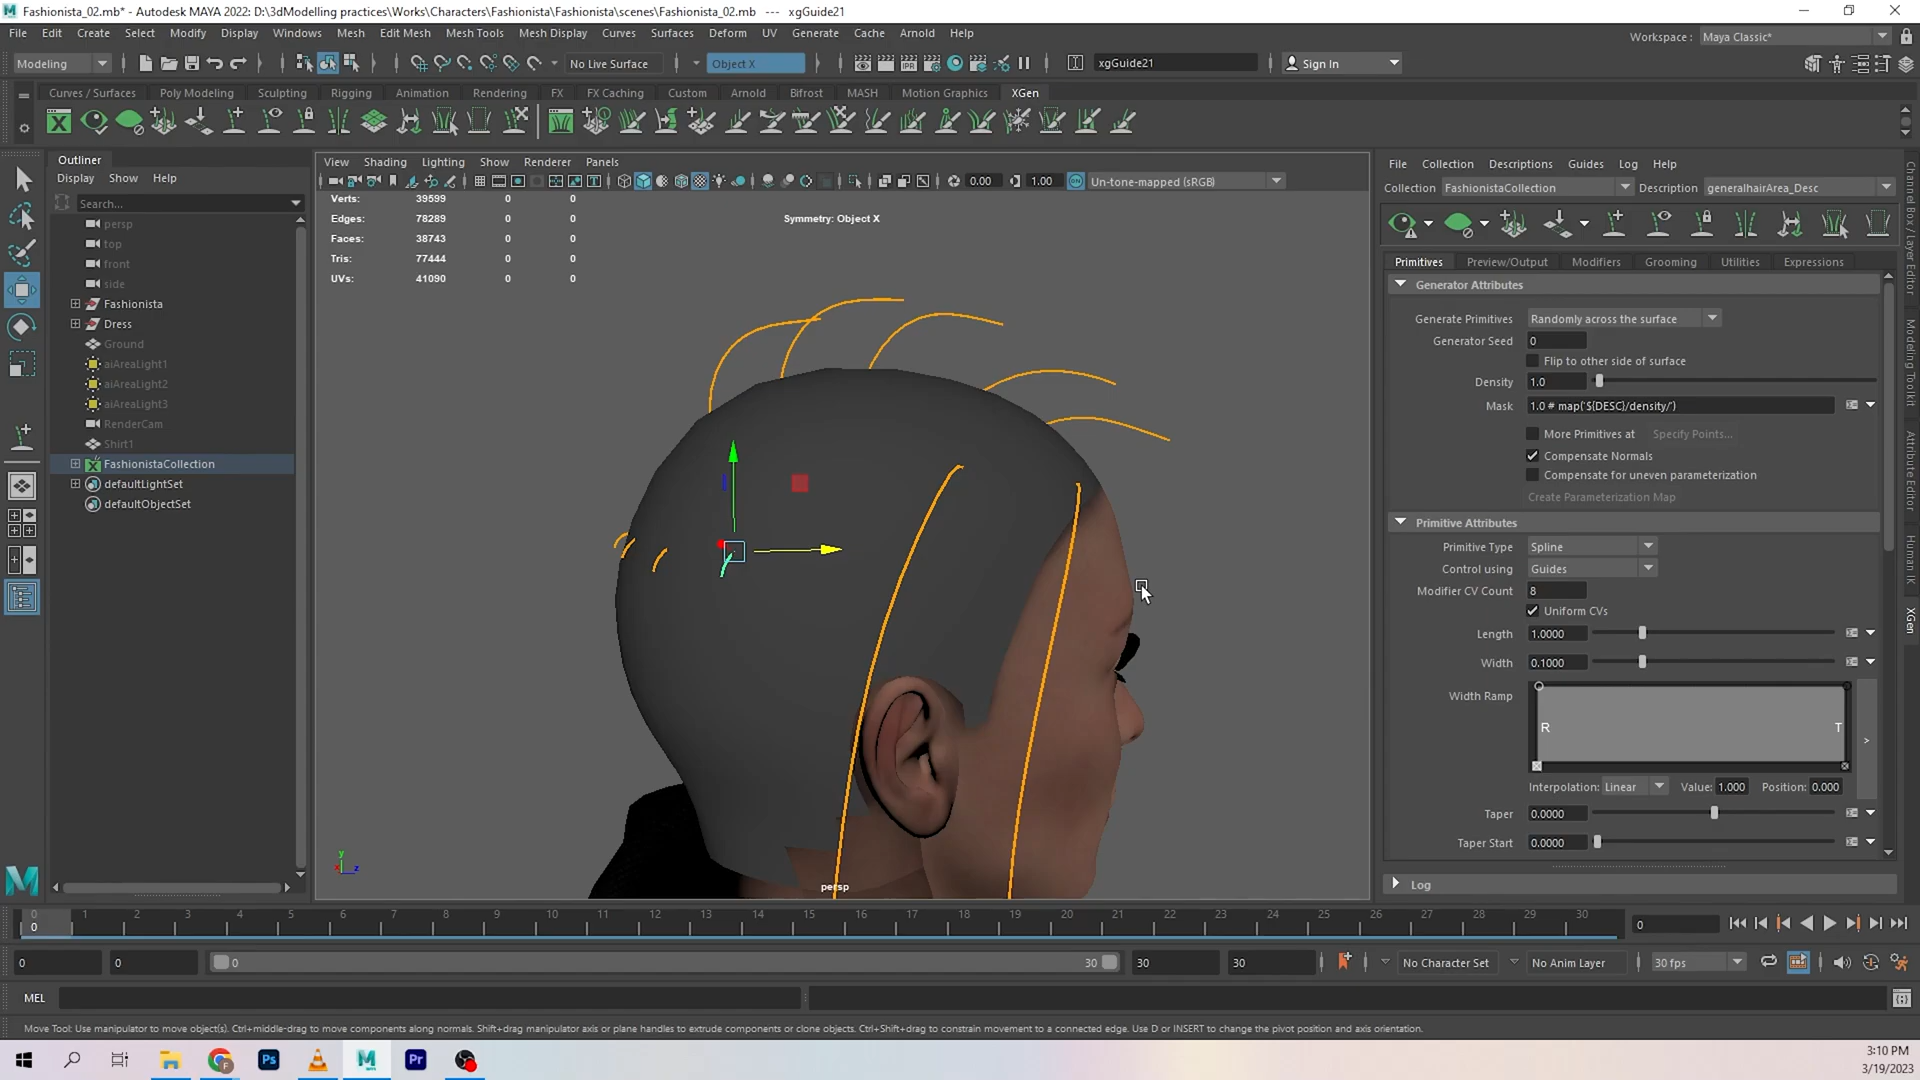 Fashionista_02.mb* - Autodesk MAYA 2022: D:\3dModelling practices\Works\Characters\Fashionista\Fashionista\scenes\Fashionista_02.mb --- xgGuide21
File Edit Create Select Modify Display Windows Mesh Edit Mesh Mesh Tools Mesh Display Curves Surfaces Deform UV Generate Cache Arnold Help
Workspace : Maya Classic*
Modeling No Live Surface Object X xgGuide21 Sign In
Curves / Surfaces Poly Modeling Sculpting Rigging Animation Rendering FX FX Caching Custom Arnold Bifrost MASH Motion Graphics XGen
Outliner
Display Show Help
Search...
persp
top
front
side
Fashionista
Dress
Ground
aiAreaLight1
aiAreaLight2
aiAreaLight3
RenderCam
Shirt1
FashionistaCollection
defaultLightSet
defaultObjectSet
View Shading Lighting Show Renderer Panels
0.00 1.00 ON Un-tone-mapped (sRGB)
Verts: 39599 0 0
Edges: 78289 0 0
Faces: 38743 0 0
Tris: 77444 0 0
UVs: 41090 0 0
Symmetry: Object X
persp
y
x z
File Collection Descriptions Guides Log Help
Collection FashionistaCollection Description generalhairArea_Desc
Primitives Preview/Output Modifiers Grooming Utilities Expressions
Generator Attributes
Generate Primitives Randomly across the surface
Generator Seed 0
Flip to other side of surface
Density 1.0
Mask 1.0 # map('${DESC}/density/')
More Primitives at Specify Points...
Compensate Normals
Compensate for uneven parameterization
Create Parameterization Map
Primitive Attributes
Primitive Type Spline
Control using Guides
Modifier CV Count 8
Uniform CVs
Length 1.0000
Width 0.1000
Width Ramp
R T
>
Interpolation: Linear Value: 1.000 Position: 0.000
Taper 0.0000
Taper Start 0.0000
Log
Channel Box / Layer Editor
Modeling Toolkit
Attribute Editor
Human IK
XGen
0 1 2 3 4 5 6 7 8 9 10 11 12 13 14 15 16 17 18 19 20 21 22 23 24 25 26 27 28 29 30
0
0
0 0 0 30 30 30 No Character Set No Anim Layer 30 fps
MEL
Move Tool: Use manipulator to move object(s). Ctrl+middle-drag to move components along normals. Shift+drag manipulator axis or plane handles to extrude components or clone objects. Ctrl+Shift+drag to constrain movement to a connected edge. Use D or INSERT to change the pivot position and axis orientation.
Ps
M
Pr
3:10 PM
3/19/2023